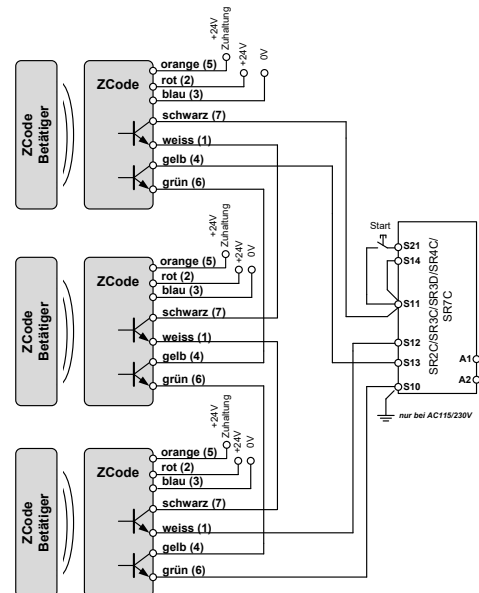 +24V
Zuhaltung
+24V
0V
ZCode
Betätiger
ZCode
orange (5)
rot (2)
blau (3)
schwarz (7)
weiss (1)
gelb (4)
grün (6)
+24V
Zuhaltung
+24V
0V
ZCode
Betätiger
ZCode
orange (5)
rot (2)
blau (3)
schwarz (7)
weiss (1)
gelb (4)
grün (6)
+24V
Zuhaltung
+24V
0V
ZCode
Betätiger
ZCode
orange (5)
rot (2)
blau (3)
schwarz (7)
weiss (1)
gelb (4)
grün (6)
Start
S21
S14
S11
S12
S13
S10
SR2C/SR3C/SR3D/SR4C/
SR7C
A1
A2
nur bei AC115/230V